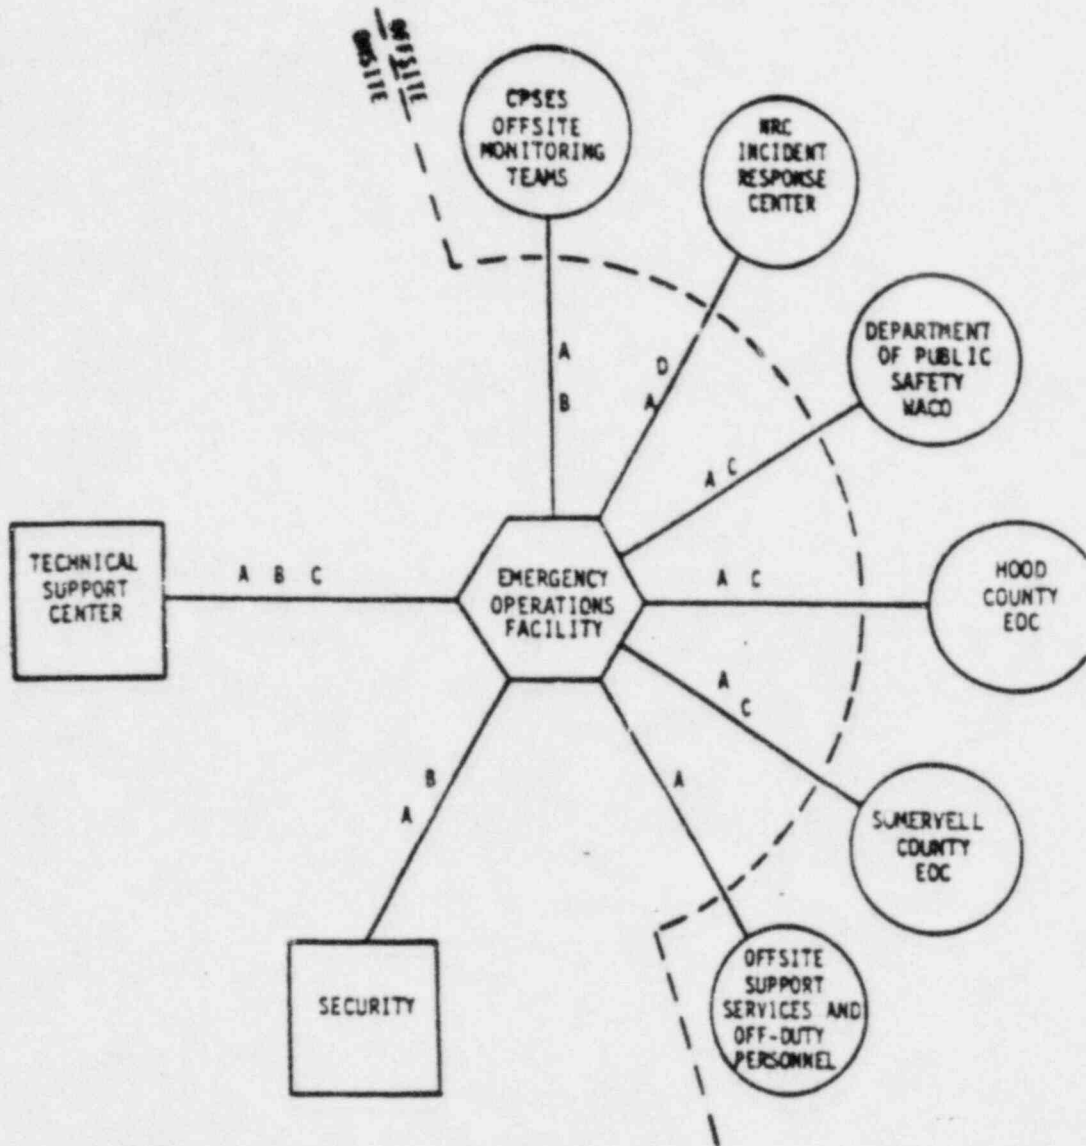 OFFSITE
ONSITE
CPSES
OFFSITE
MONITORING
TEAMS
NRC
INCIDENT
RESPONSE
CENTER
DEPARTMENT
OF PUBLIC
SAFETY
WACO
HOOD
COUNTY
EOC
SOMERVELL
COUNTY
EOC
OFFSITE
SUPPORT
SERVICES AND
OFF-DUTY
PERSONNEL
SECURITY
TECHNICAL
SUPPORT
CENTER
EMERGENCY
OPERATIONS
FACILITY
A
B
D
A
A C
A C
A
C
A
B
A
A B C